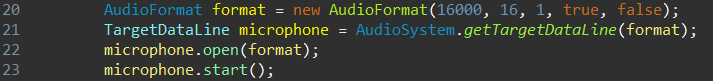 20 AudioFormat format = new AudioFormat(16000, 16, 1, true, false);
21 TargetDataLine microphone = AudioSystem.getTargetDataLine(format);
22 microphone.open(format);
23 microphone.start();